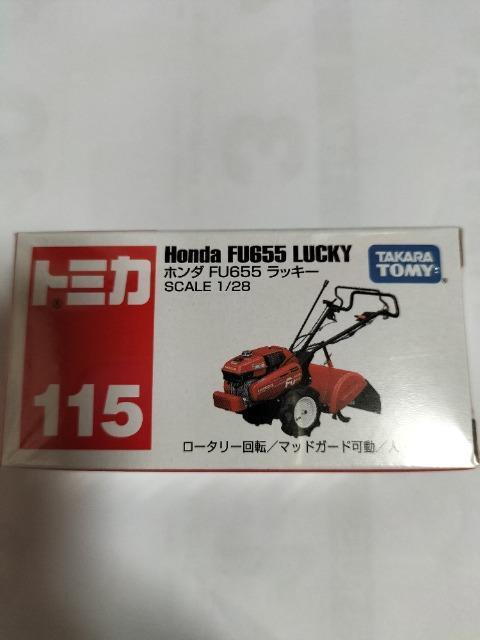 トミカ
115
Honda FU655 LUCKY
ホンダ FU655 ラッキー
SCALE 1/28
TAKARA
TOMY
ロータリー回転／マッドガード可動／人